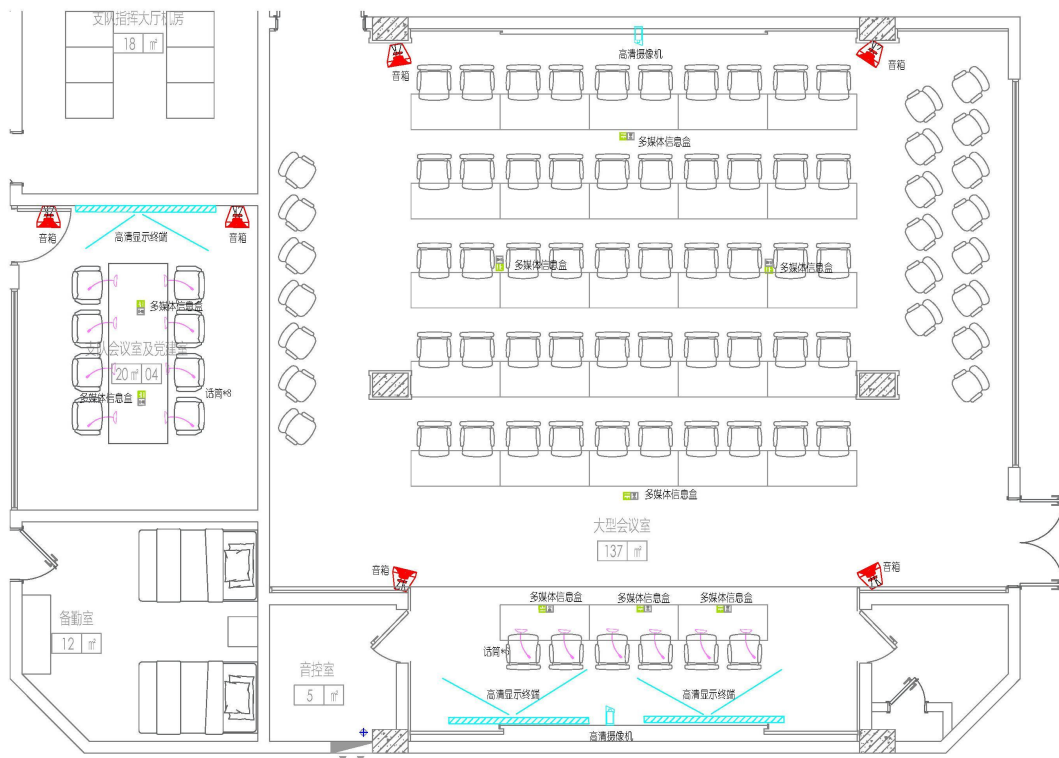 支队指挥大厅机房
18 ㎡
音箱
高清摄像机
音箱
多媒体信息盒
音箱
高清显示终端
音箱
多媒体信息盒
多媒体信息盒
多媒体信息盒
支队会议室及党建室
20㎡ 04
多媒体信息盒
话筒*8
多媒体信息盒
大型会议室
137 ㎡
音箱
音箱
多媒体信息盒
多媒体信息盒
多媒体信息盒
备勤室
12 ㎡
话筒*6
音控室
5 ㎡
高清显示终端
高清显示终端
高清摄像机